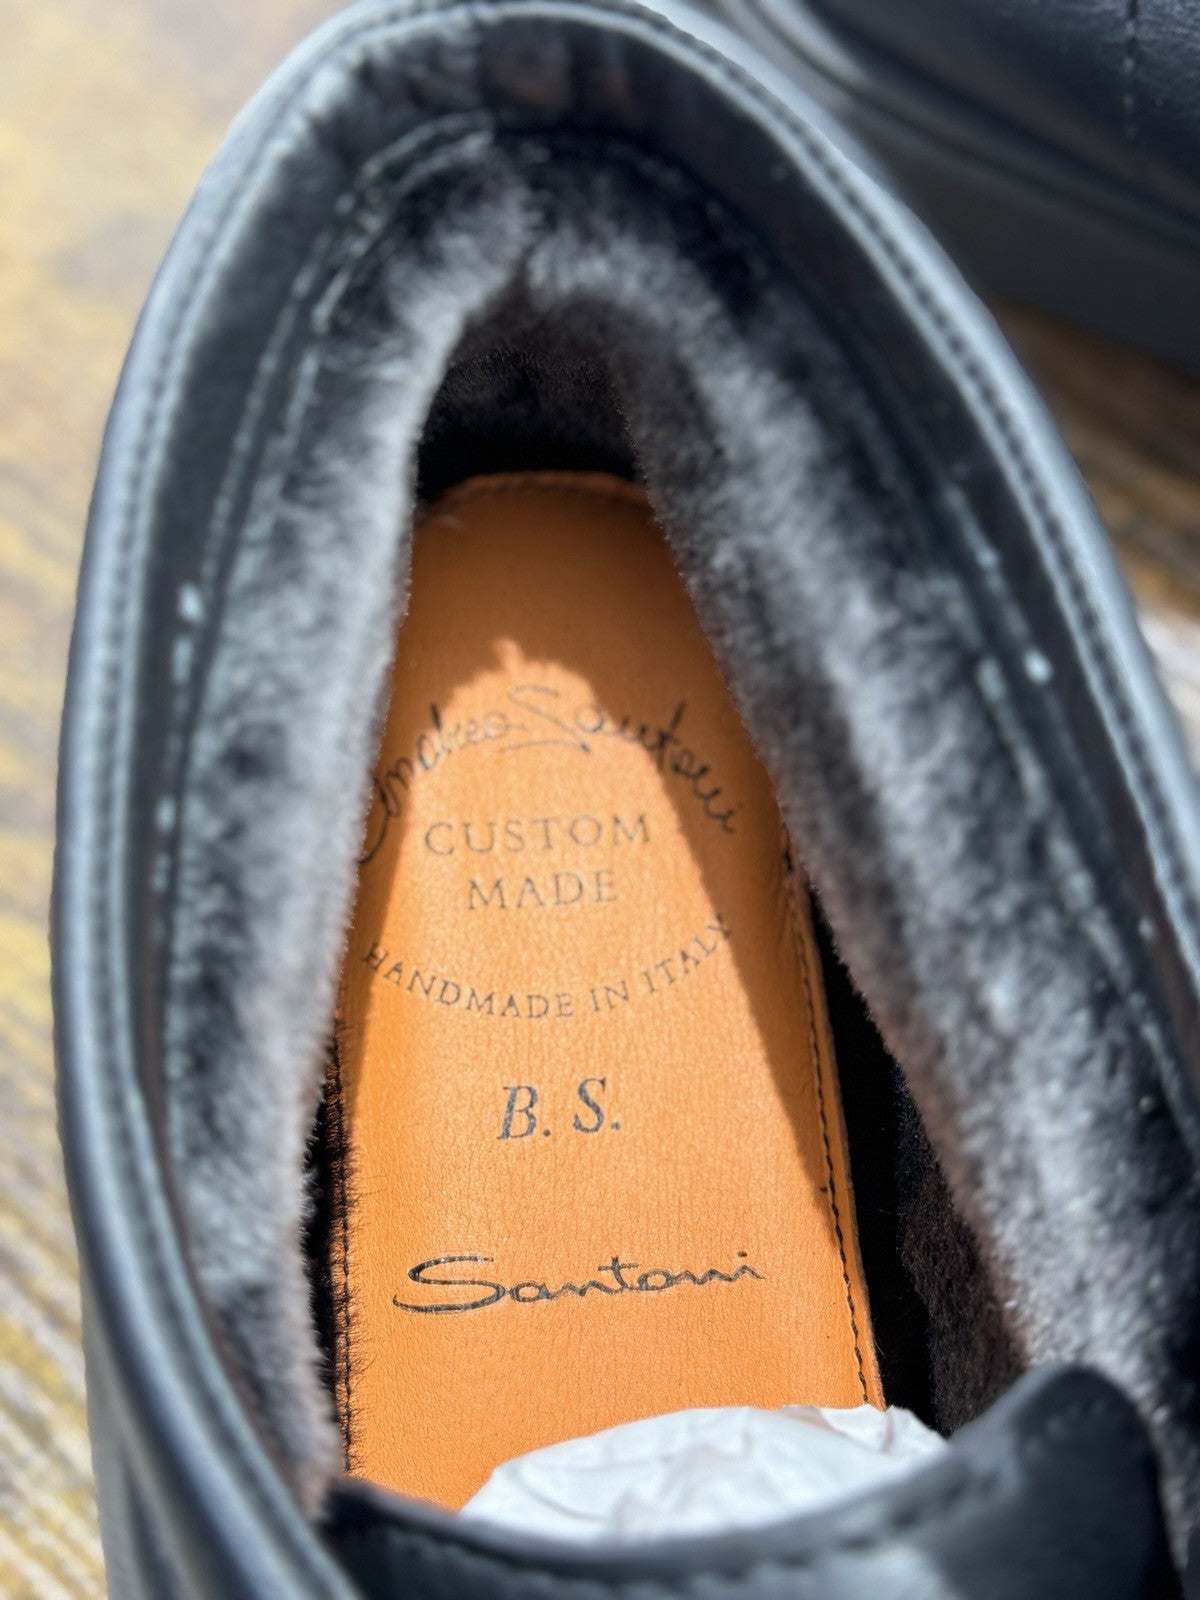 Andrea Santoni
CUSTOM
MADE
HANDMADE IN ITALY
B. S.
Santoni